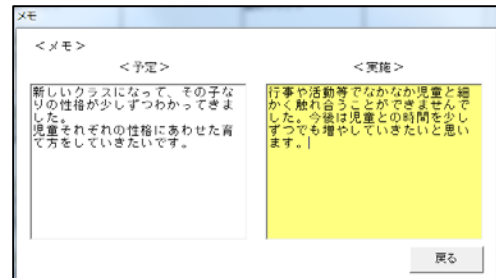 メモ
＜メモ＞
＜予定＞
新しいクラスになって、その子な
りの性格が少しずつわかってきま
した。
児童それぞれの性格にあわせた育
て方をしていきたいです。
＜実施＞
行事や活動等でなかなか児童と細
かく触れ合うことができませんで
した。今後は児童との時間を少し
ずつでも増やしていきたいと思い
ます。
戻る